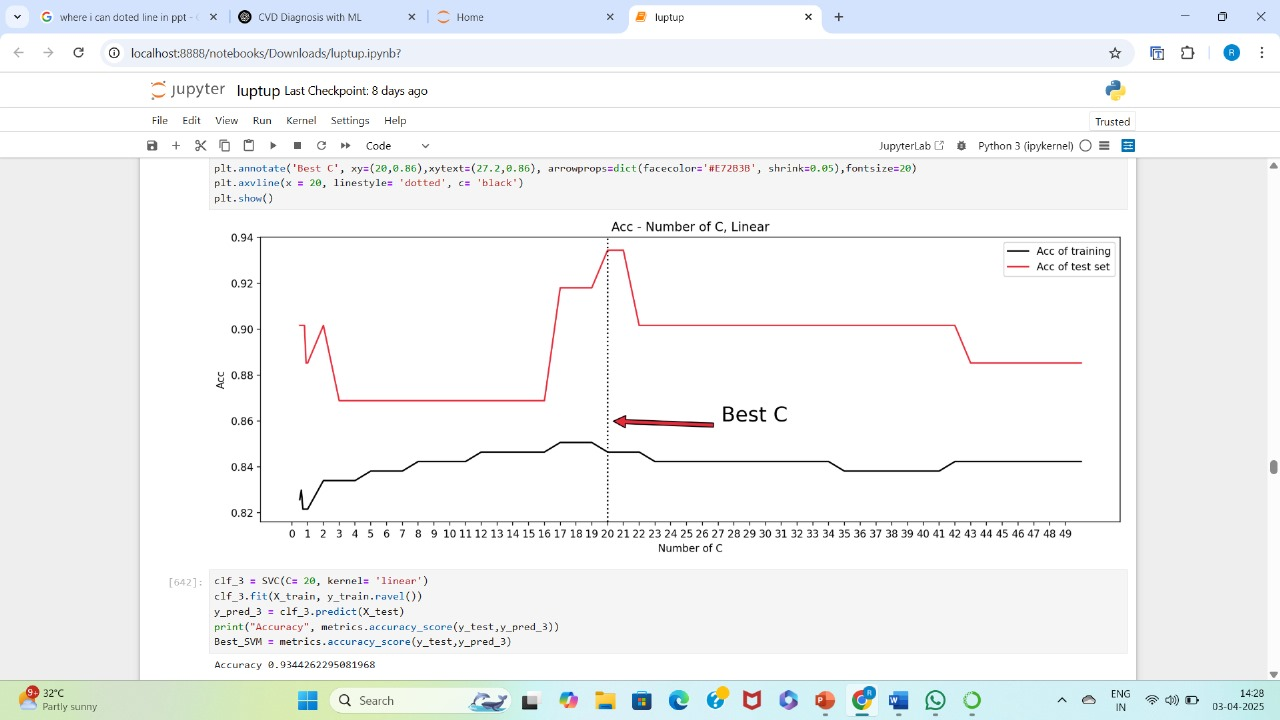 where i can doted line in ppt -
CVD Diagnosis with ML
Home
luptup
localhost:8888/notebooks/Downloads/luptup.ipynb?
R
jupyter luptup Last Checkpoint: 8 days ago
File Edit View Run Kernel Settings Help
Trusted
Code
JupyterLab
Python 3 (ipykernel)
plt.annotate('Best C', xy=(20,0.86),xytext=(27.2,0.86), arrowprops=dict(facecolor='#E72B3B', shrink=0.05),fontsize=20)
plt.axvline(x = 20, linestyle= 'dotted', c= 'black')
plt.show()
Acc - Number of C, Linear
0.94
0.92
0.90
0.88
0.86
0.84
0.82
Acc
Acc of training
Acc of test set
Best C
0 1 2 3 4 5 6 7 8 9 10 11 12 13 14 15 16 17 18 19 20 21 22 23 24 25 26 27 28 29 30 31 32 33 34 35 36 37 38 39 40 41 42 43 44 45 46 47 48 49
Number of C
[642]:
clf_3 = SVC(C= 20, kernel= 'linear')
clf_3.fit(X_train, y_train.ravel())
y_pred_3 = clf_3.predict(X_test)
print("Accuracy", metrics.accuracy_score(y_test,y_pred_3))
Best_SVM = metrics.accuracy_score(y_test,y_pred_3)
Accuracy 0.9344262295081968
9+
32°C
Partly sunny
Search
R
ENG
IN
14:28
03-04-2025